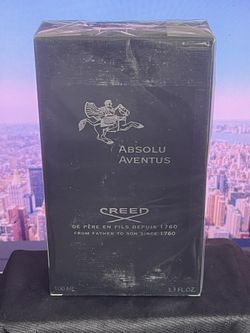 ABSOLU
AVENTUS
CREED
DE PÈRE EN FILS DEPUIS 1760
FROM FATHER TO SON SINCE 1760
100 ML
3.3 FL.OZ.